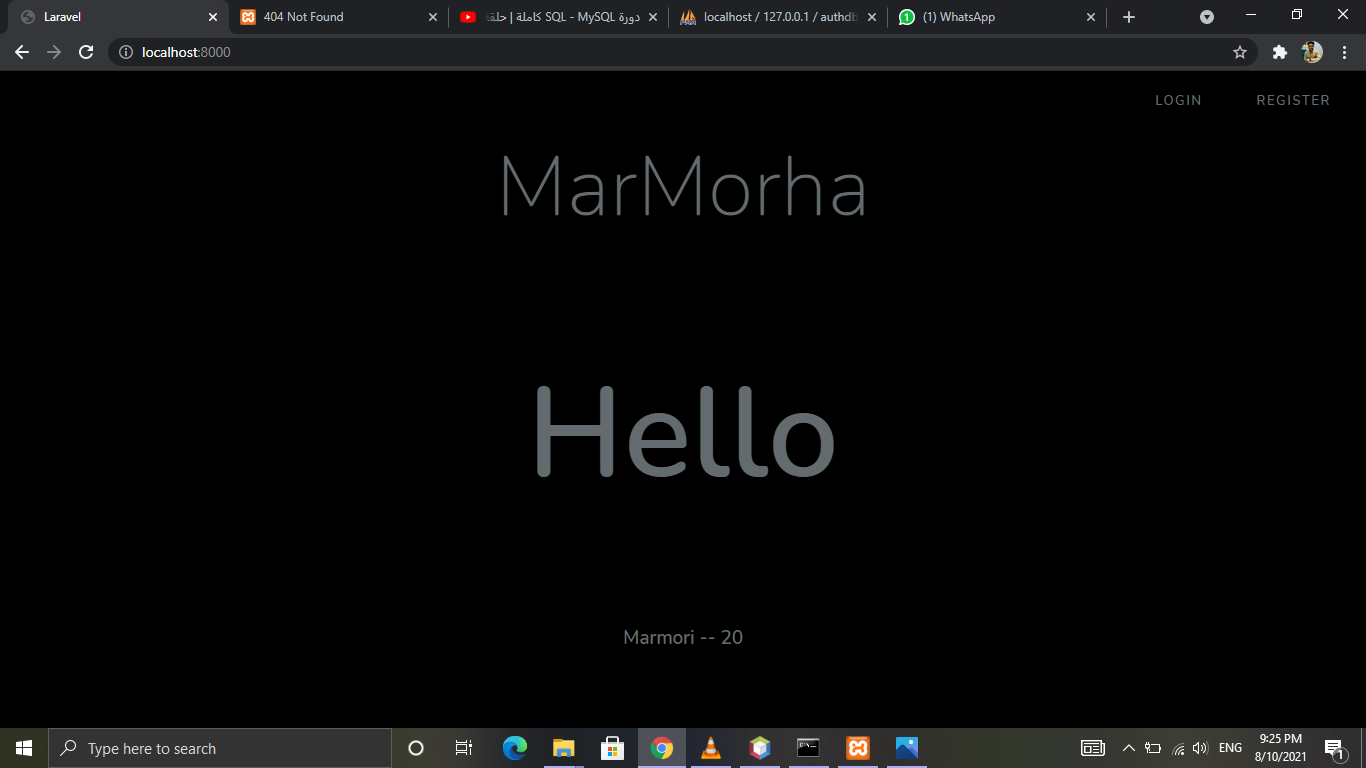 Laravel
404 Not Found
دورة SQL - MySQL كاملة | حلقة
localhost / 127.0.0.1 / authdb
1
(1) WhatsApp
localhost:8000
LOGIN
REGISTER
MarMorha
Hello
Marmori -- 20
Type here to search
ENG
9:25 PM
8/10/2021
1